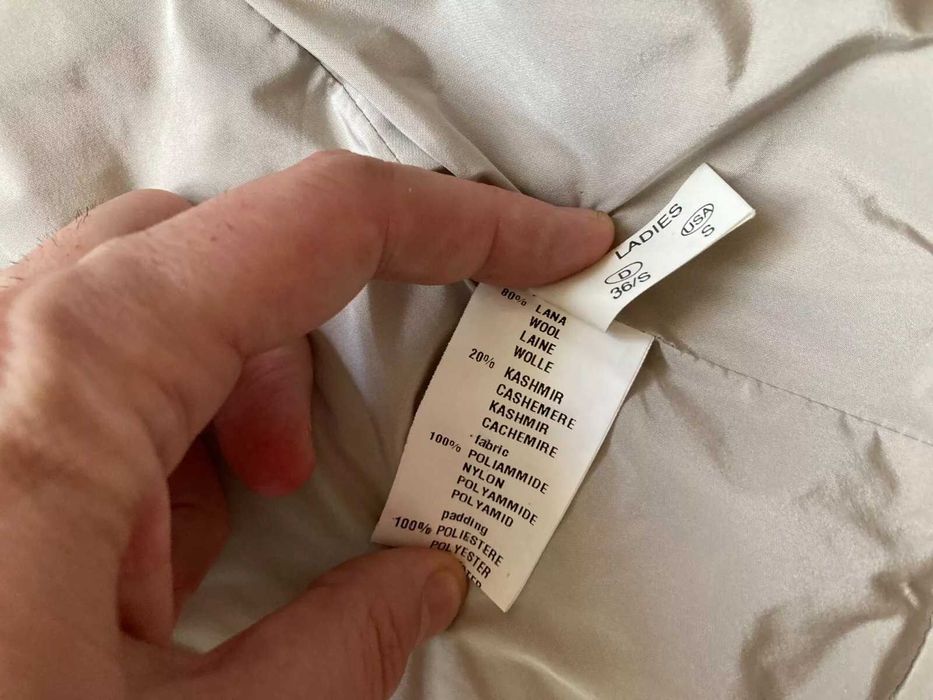 LADIES
USA
S
D
36/S
80% LANA
WOOL
LAINE
WOLLE
20% KASHMIR
CASHEMERE
KASHMIR
CACHEMIRE
fabric
100% POLIAMMIDE
NYLON
POLYAMMIDE
POLYAMID
padding
100% POLIESTERE
POLYESTER